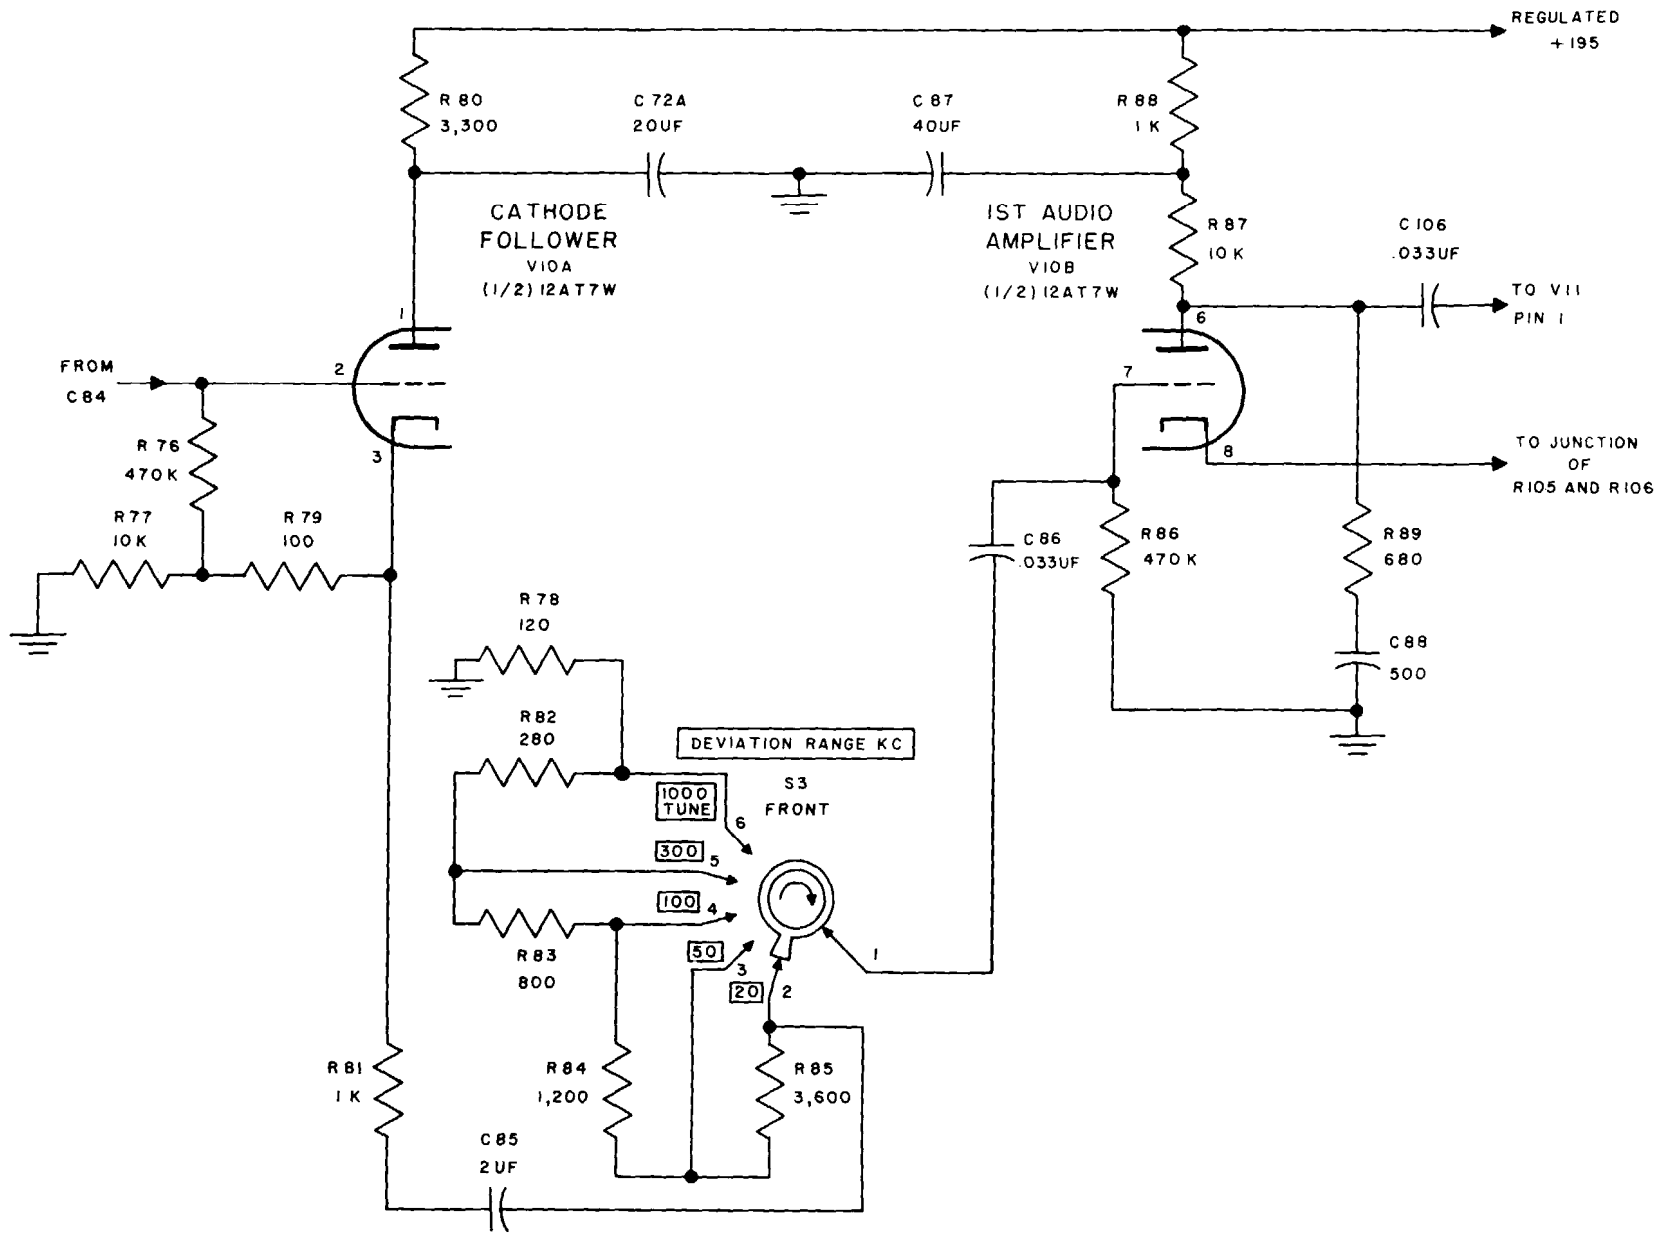 REGULATED
+195
R80
3,300
C72A
20UF
C87
40UF
R88
1K
CATHODE
FOLLOWER
V10A
(1/2) 12AT7W
1ST AUDIO
AMPLIFIER
V10B
(1/2) 12AT7W
R87
10K
C106
.033UF
TO V11
PIN 1
1
6
FROM
C84
2
7
3
8
TO JUNCTION
OF
R105 AND R106
R76
470K
R77
10K
R79
100
C86
.033UF
R86
470K
R89
680
C88
500
R78
120
R82
280
DEVIATION RANGE KC
S3
FRONT
1000
TUNE
6
300
5
100
4
50
3
20
2
1
R83
800
R81
1K
R84
1,200
R85
3,600
C85
2UF